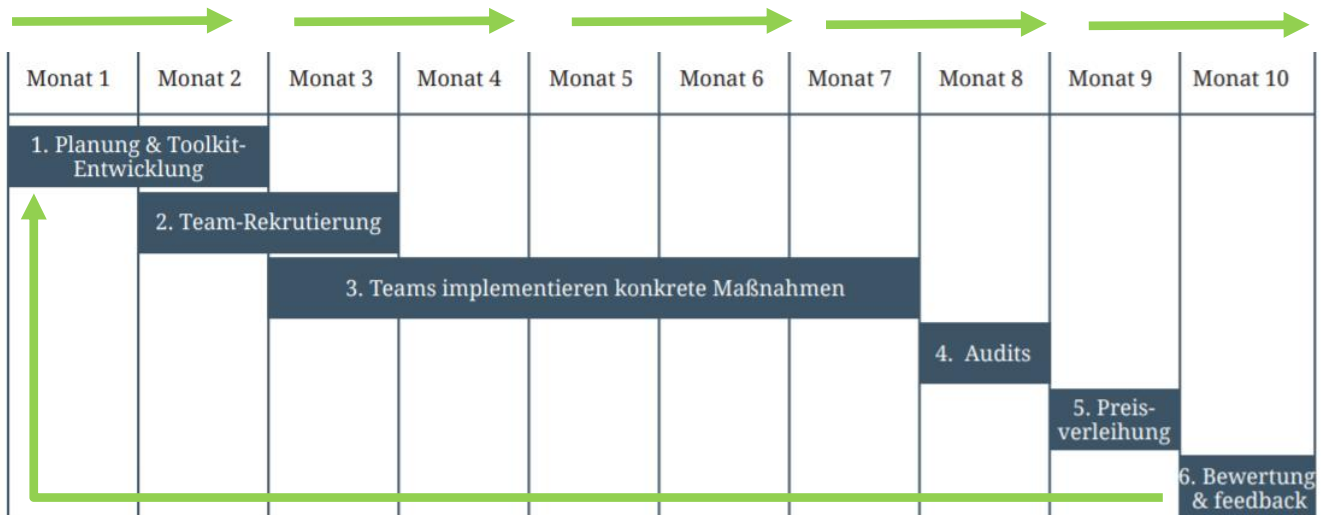 Monat 1 Monat 2 Monat 3 Monat 4 Monat 5 Monat 6 Monat 7 Monat 8 Monat 9 Monat 10
1. Planung & Toolkit-
Entwicklung
2. Team-Rekrutierung
3. Teams implementieren konkrete Maßnahmen
4. Audits
5. Preis-
verleihung
6. Bewertung
& feedback